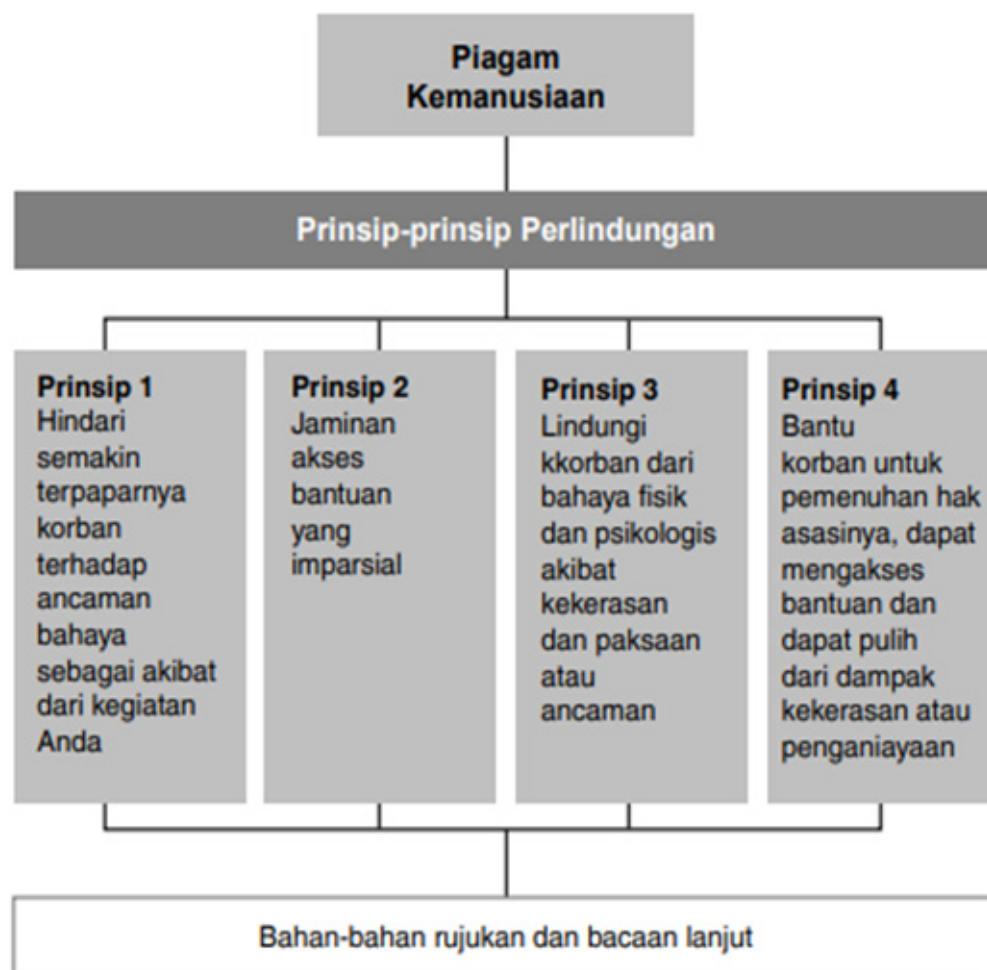 Piagam
Kemanusiaan
Prinsip-prinsip Perlindungan
Prinsip 1
Hindari
semakin
terpaparnya
korban
terhadap
ancaman
bahaya
sebagai akibat
dari kegiatan
Anda
Prinsip 2
Jaminan
akses
bantuan
yang
imparsial
Prinsip 3
Lindungi
kkorban dari
bahaya fisik
dan psikologis
akibat
kekerasan
dan paksaan
atau
ancaman
Prinsip 4
Bantu
korban untuk
pemenuhan hak
asasinya, dapat
mengakses
bantuan dan
dapat pulih
dari dampak
kekerasan atau
penganiayaan
Bahan-bahan rujukan dan bacaan lanjut